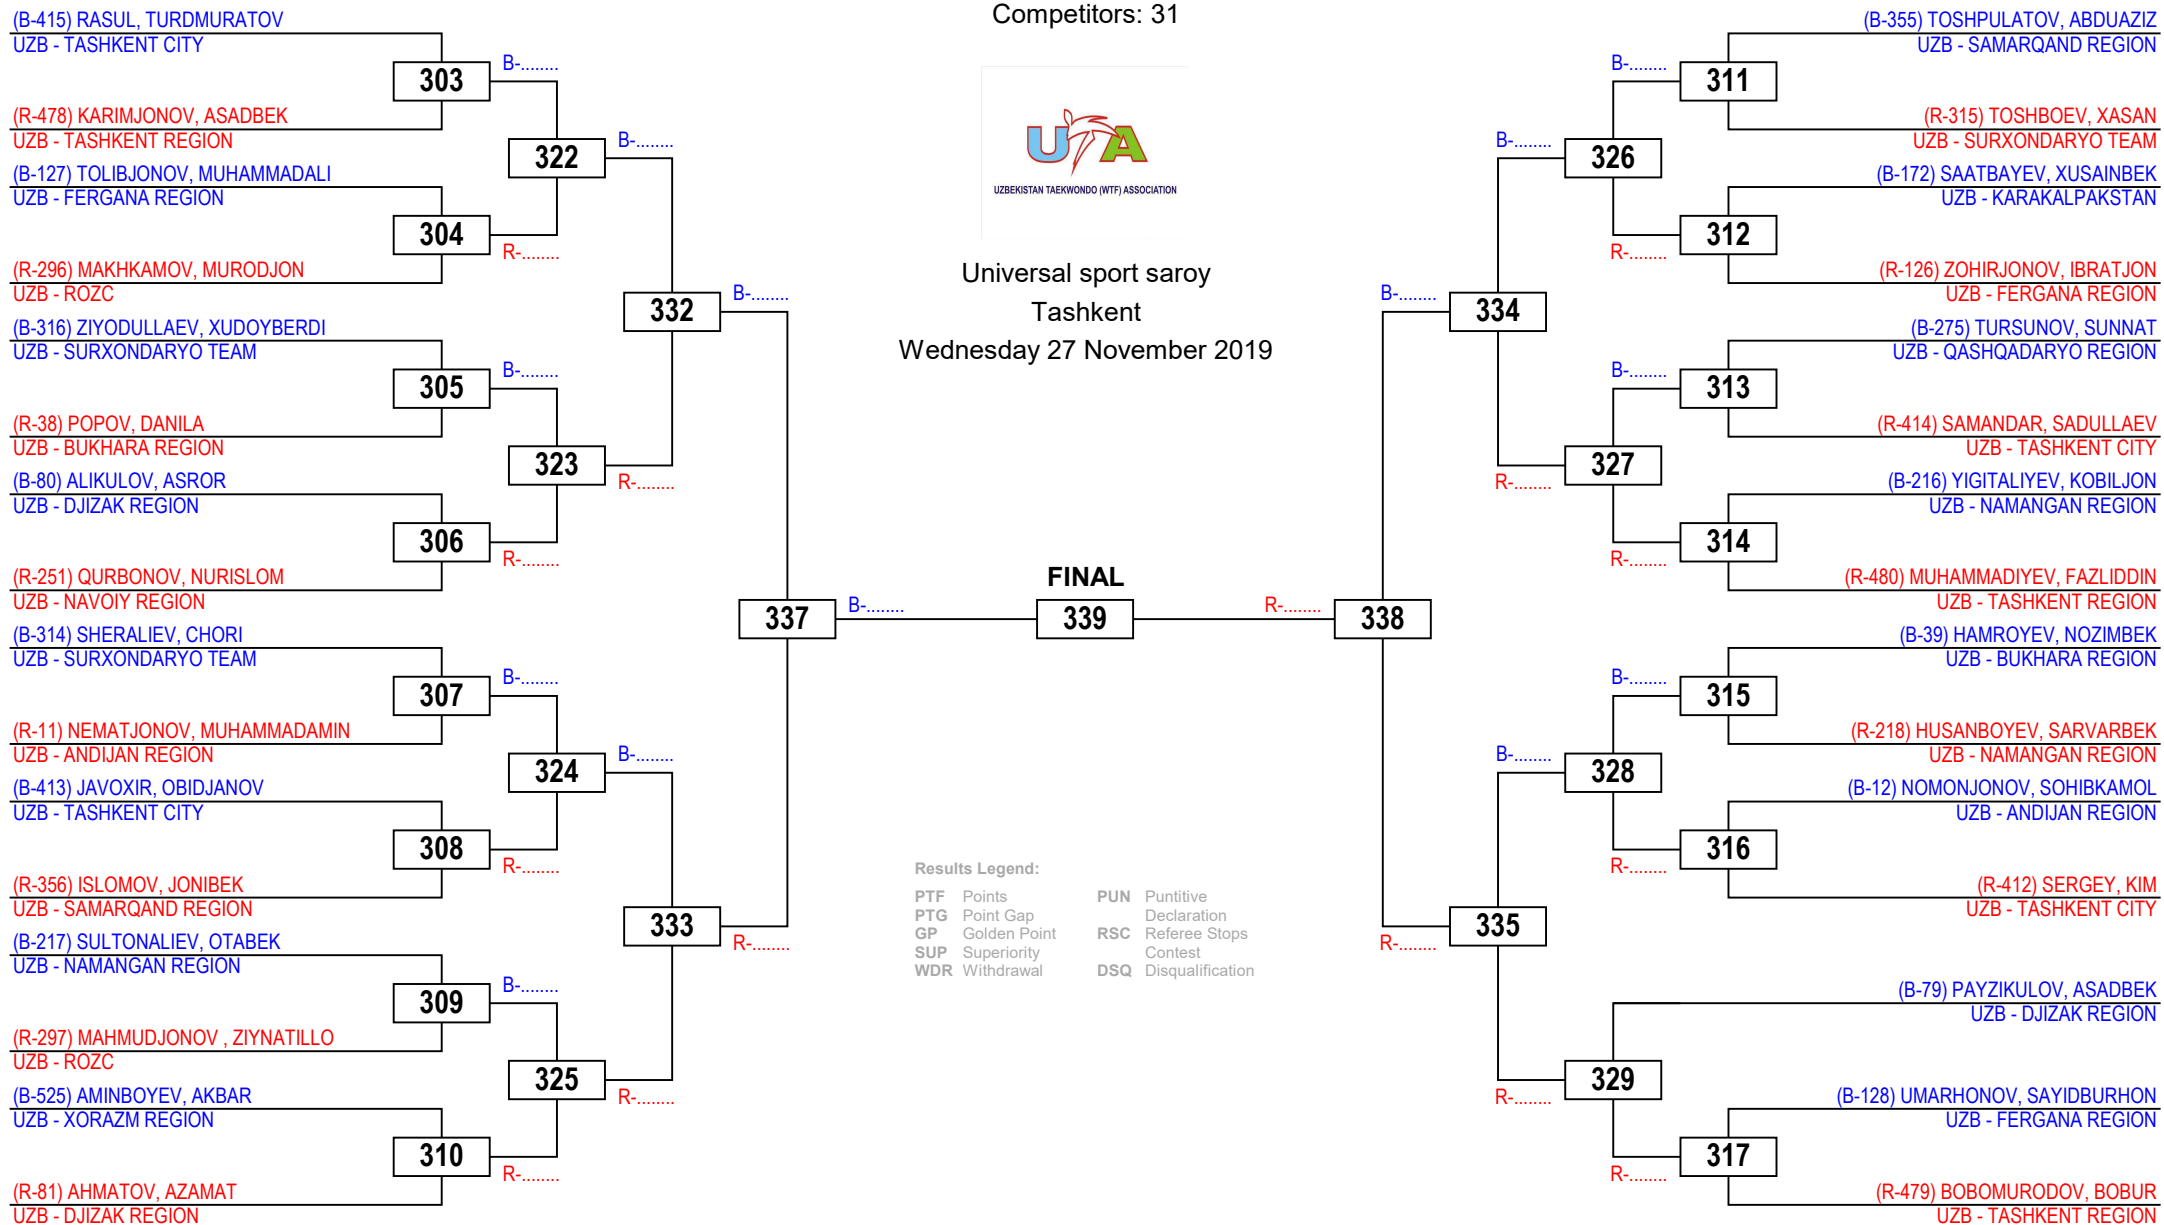 Competitors: 31
UTA
UZBEKISTAN TAEKWONDO (WTF) ASSOCIATION
Universal sport saroy
Tashkent
Wednesday 27 November 2019
(B-415) RASUL, TURDMURATOV
UZB - TASHKENT CITY
303
B-........
(R-478) KARIMJONOV, ASADBEK
UZB - TASHKENT REGION
322
B-........
(B-127) TOLIBJONOV, MUHAMMADALI
UZB - FERGANA REGION
304
R-........
(R-296) MAKHKAMOV, MURODJON
UZB - ROZC
332
B-........
(B-316) ZIYODULLAEV, XUDOYBERDI
UZB - SURXONDARYO TEAM
305
B-........
(R-38) POPOV, DANILA
UZB - BUKHARA REGION
323
R-........
(B-80) ALIKULOV, ASROR
UZB - DJIZAK REGION
306
R-........
(R-251) QURBONOV, NURISLOM
UZB - NAVOIY REGION
337
B-........
(B-314) SHERALIEV, CHORI
UZB - SURXONDARYO TEAM
307
B-........
(R-11) NEMATJONOV, MUHAMMADAMIN
UZB - ANDIJAN REGION
324
B-........
(B-413) JAVOXIR, OBIDJANOV
UZB - TASHKENT CITY
308
R-........
(R-356) ISLOMOV, JONIBEK
UZB - SAMARQAND REGION
333
R-........
(B-217) SULTONALIEV, OTABEK
UZB - NAMANGAN REGION
309
B-........
(R-297) MAHMUDJONOV , ZIYNATILLO
UZB - ROZC
325
R-........
(B-525) AMINBOYEV, AKBAR
UZB - XORAZM REGION
310
R-........
(R-81) AHMATOV, AZAMAT
UZB - DJIZAK REGION
FINAL
339
(B-355) TOSHPULATOV, ABDUAZIZ
UZB - SAMARQAND REGION
B-........
311
(R-315) TOSHBOEV, XASAN
UZB - SURXONDARYO TEAM
B-........
326
(B-172) SAATBAYEV, XUSAINBEK
UZB - KARAKALPAKSTAN
R-........
312
(R-126) ZOHIRJONOV, IBRATJON
UZB - FERGANA REGION
B-........
334
(B-275) TURSUNOV, SUNNAT
UZB - QASHQADARYO REGION
B-........
313
(R-414) SAMANDAR, SADULLAEV
UZB - TASHKENT CITY
R-........
327
(B-216) YIGITALIYEV, KOBILJON
UZB - NAMANGAN REGION
R-........
314
(R-480) MUHAMMADIYEV, FAZLIDDIN
UZB - TASHKENT REGION
R-........
338
(B-39) HAMROYEV, NOZIMBEK
UZB - BUKHARA REGION
B-........
315
(R-218) HUSANBOYEV, SARVARBEK
UZB - NAMANGAN REGION
B-........
328
(B-12) NOMONJONOV, SOHIBKAMOL
UZB - ANDIJAN REGION
R-........
316
(R-412) SERGEY, KIM
UZB - TASHKENT CITY
R-........
335
(B-79) PAYZIKULOV, ASADBEK
UZB - DJIZAK REGION
R-........
329
(B-128) UMARHONOV, SAYIDBURHON
UZB - FERGANA REGION
R-........
317
(R-479) BOBOMURODOV, BOBUR
UZB - TASHKENT REGION
Results Legend:
PTF Points
PTG Point Gap
GP Golden Point
SUP Superiority
WDR Withdrawal
PUN Puntitive
Declaration
RSC Referee Stops
Contest
DSQ Disqualification